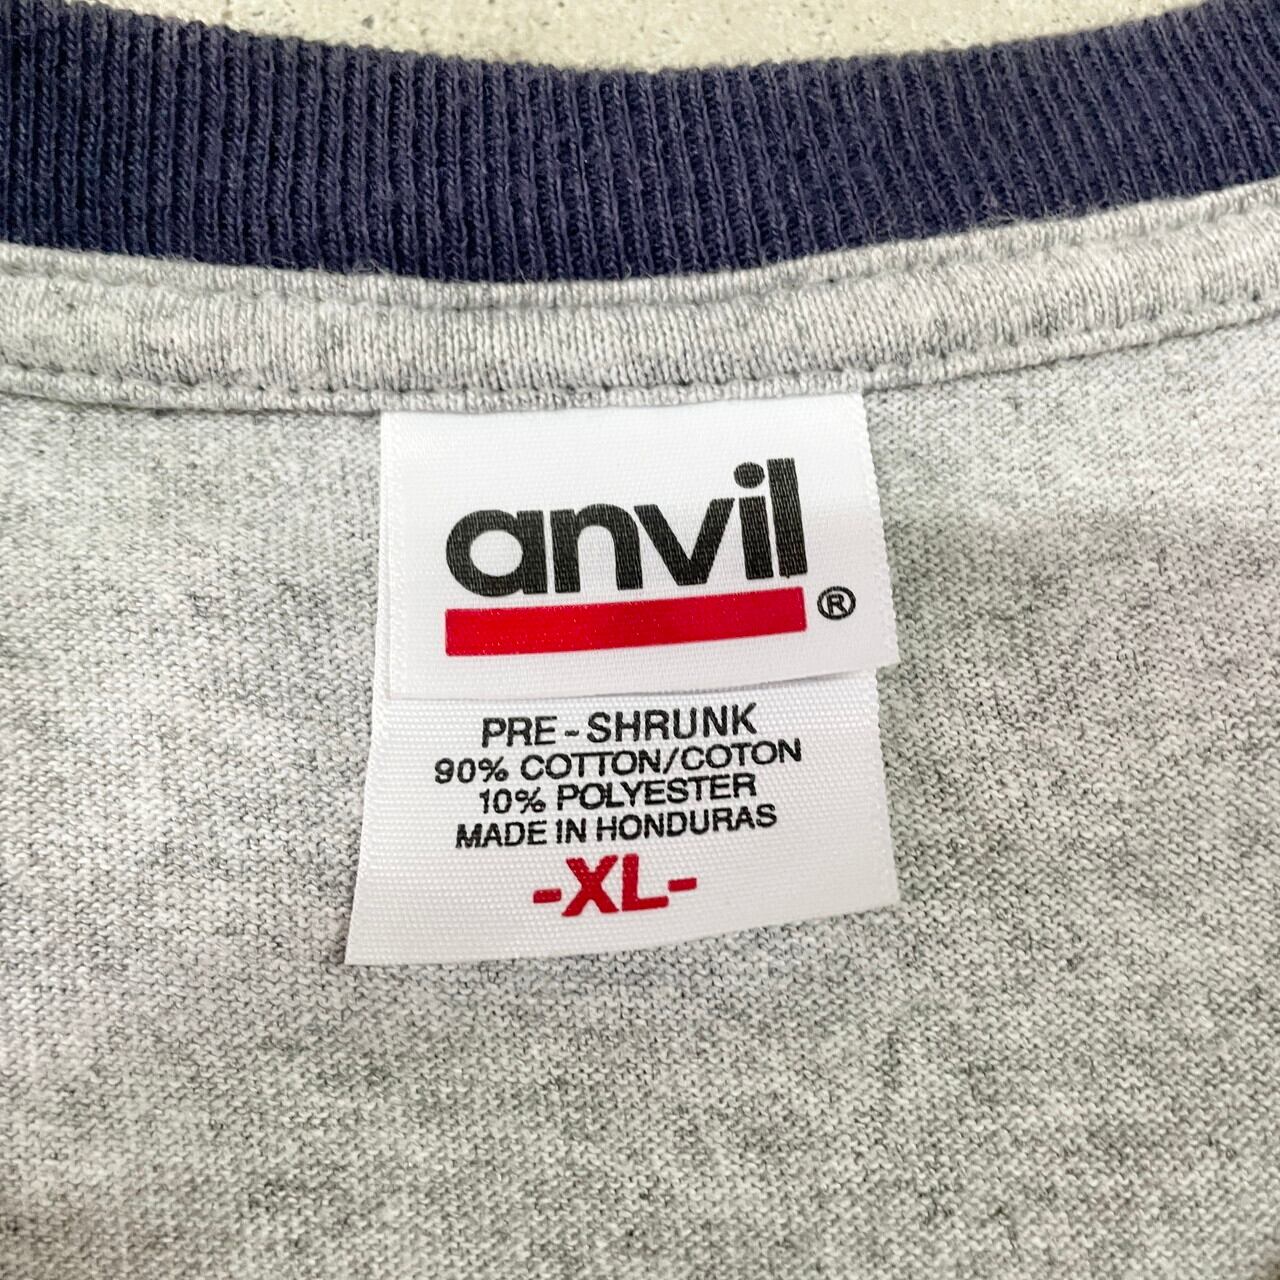 anvil
®
PRE-SHRUNK
90% COTTON/COTON
10% POLYESTER
MADE IN HONDURAS
-XL-